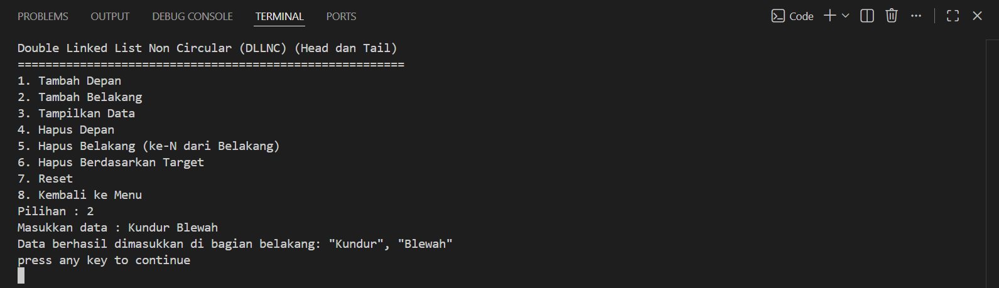 PROBLEMS OUTPUT DEBUG CONSOLE TERMINAL PORTS Code
Double Linked List Non Circular (DLLNC) (Head dan Tail)
========================================================
1. Tambah Depan
2. Tambah Belakang
3. Tampilkan Data
4. Hapus Depan
5. Hapus Belakang (ke-N dari Belakang)
6. Hapus Berdasarkan Target
7. Reset
8. Kembali ke Menu
Pilihan : 2
Masukkan data : Kundur Blewah
Data berhasil dimasukkan di bagian belakang: "Kundur", "Blewah"
press any key to continue